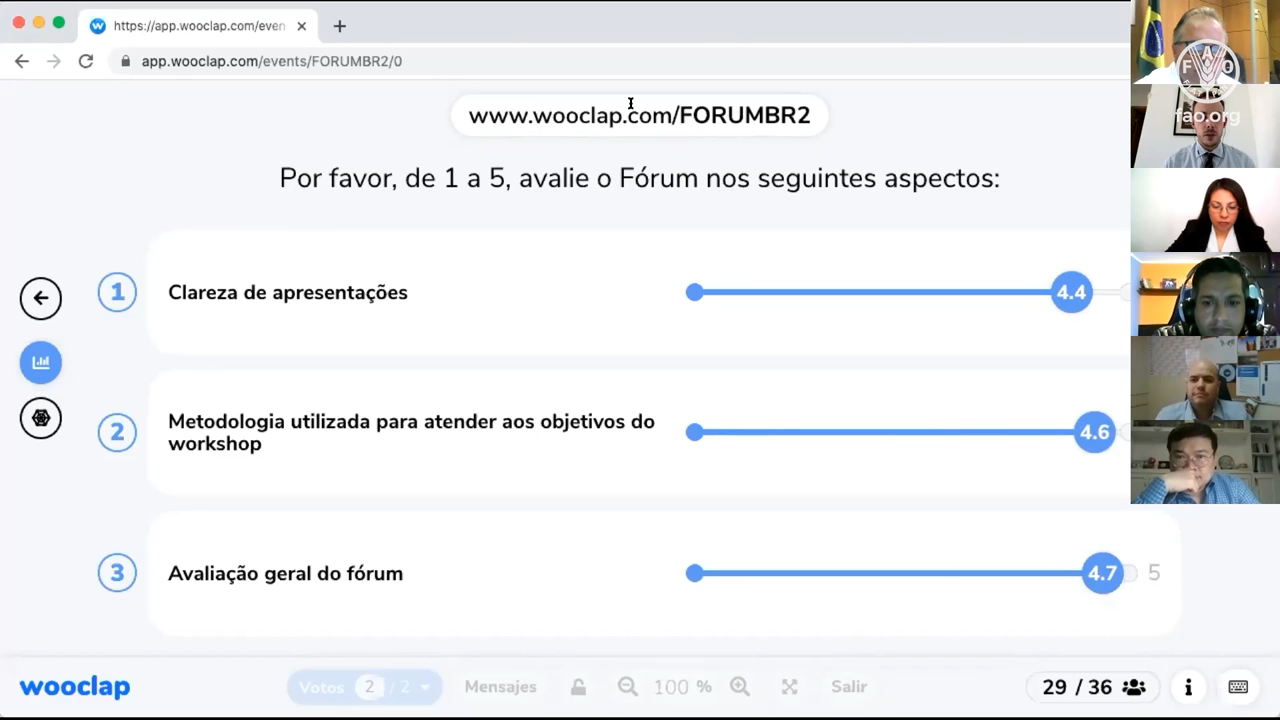 https://app.wooclap.com/even
app.wooclap.com/events/FORUMBR2/0
www.wooclap.com/FORUMBR2
Por favor, de 1 a 5, avalie o Fórum nos seguintes aspectos:
1 Clareza de apresentações 4.4
2 Metodologia utilizada para atender aos objetivos do
workshop
4.6
3 Avaliação geral do fórum 4.7 5
wooclap Votos 2 / 2 Mensajes 100 % Salir 29 / 36
F A O
fao.org